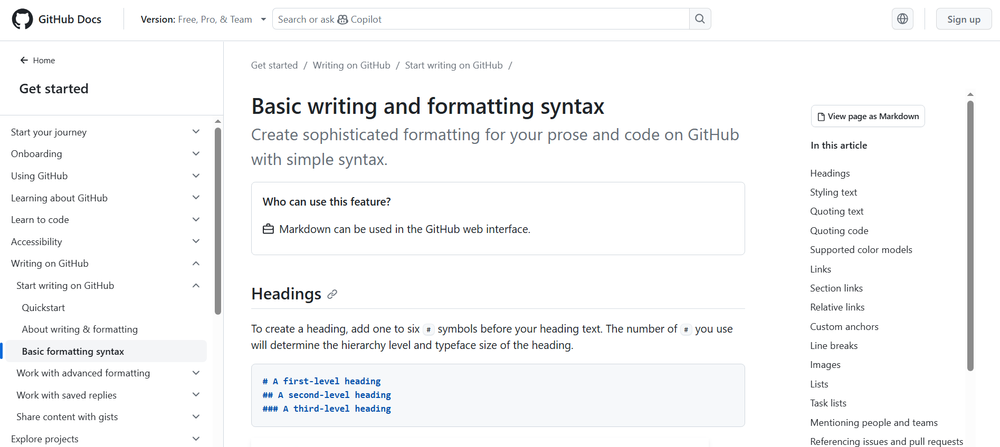 GitHub Docs
Version: Free, Pro, & Team
Search or ask Copilot
Sign up
Home
Get started
Start your journey
Onboarding
Using GitHub
Learning about GitHub
Learn to code
Accessibility
Writing on GitHub
Start writing on GitHub
Quickstart
About writing & formatting
Basic formatting syntax
Work with advanced formatting
Work with saved replies
Share content with gists
Explore projects
Get started / Writing on GitHub / Start writing on GitHub /
Basic writing and formatting syntax
Create sophisticated formatting for your prose and code on GitHub
with simple syntax.
Who can use this feature?
Markdown can be used in the GitHub web interface.
Headings
To create a heading, add one to six # symbols before your heading text. The number of # you use
will determine the hierarchy level and typeface size of the heading.
# A first-level heading
## A second-level heading
### A third-level heading
View page as Markdown
In this article
Headings
Styling text
Quoting text
Quoting code
Supported color models
Links
Section links
Relative links
Custom anchors
Line breaks
Images
Lists
Task lists
Mentioning people and teams
Referencing issues and pull requests